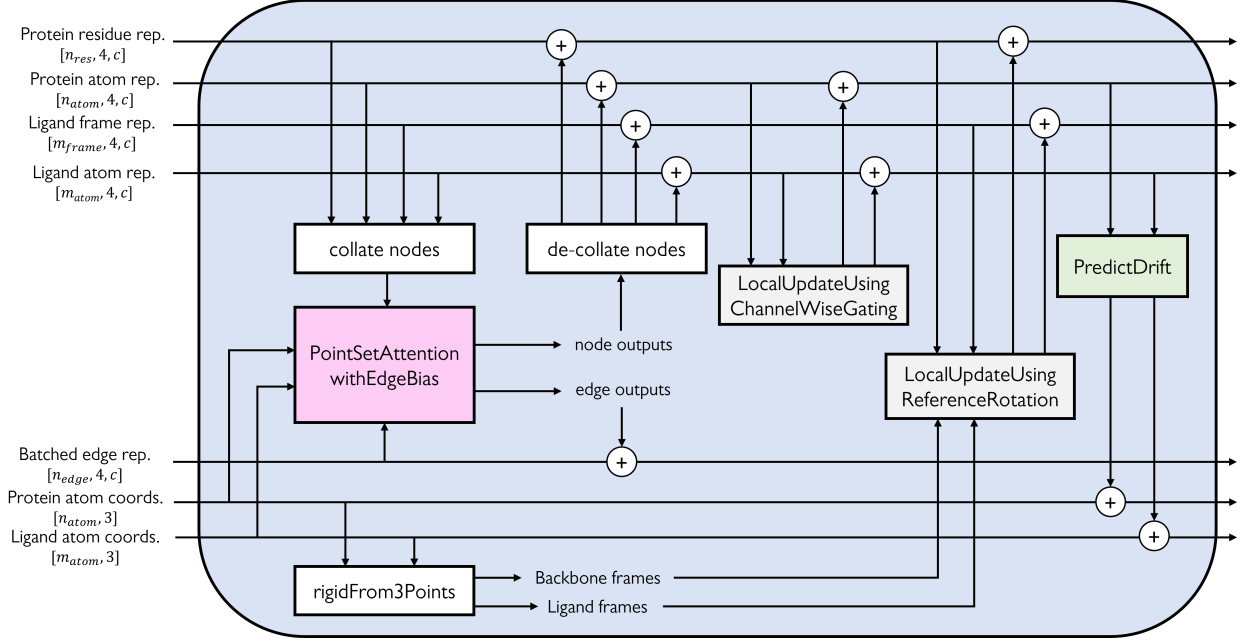 Protein residue rep.
[n_res, 4, c]
Protein atom rep.
[n_atom, 4, c]
Ligand frame rep.
[m_frame, 4, c]
Ligand atom rep.
[m_atom, 4, c]
+
+
+
+
+
+
+
+
collate nodes
de-collate nodes
LocalUpdateUsing
ChannelWiseGating
PredictDrift
PointSetAttention
withEdgeBias
node outputs
edge outputs
LocalUpdateUsing
ReferenceRotation
Batched edge rep.
[n_edge, 4, c]
+
Protein atom coords.
[n_atom, 3]
+
Ligand atom coords.
[m_atom, 3]
+
rigidFrom3Points
Backbone frames
Ligand frames